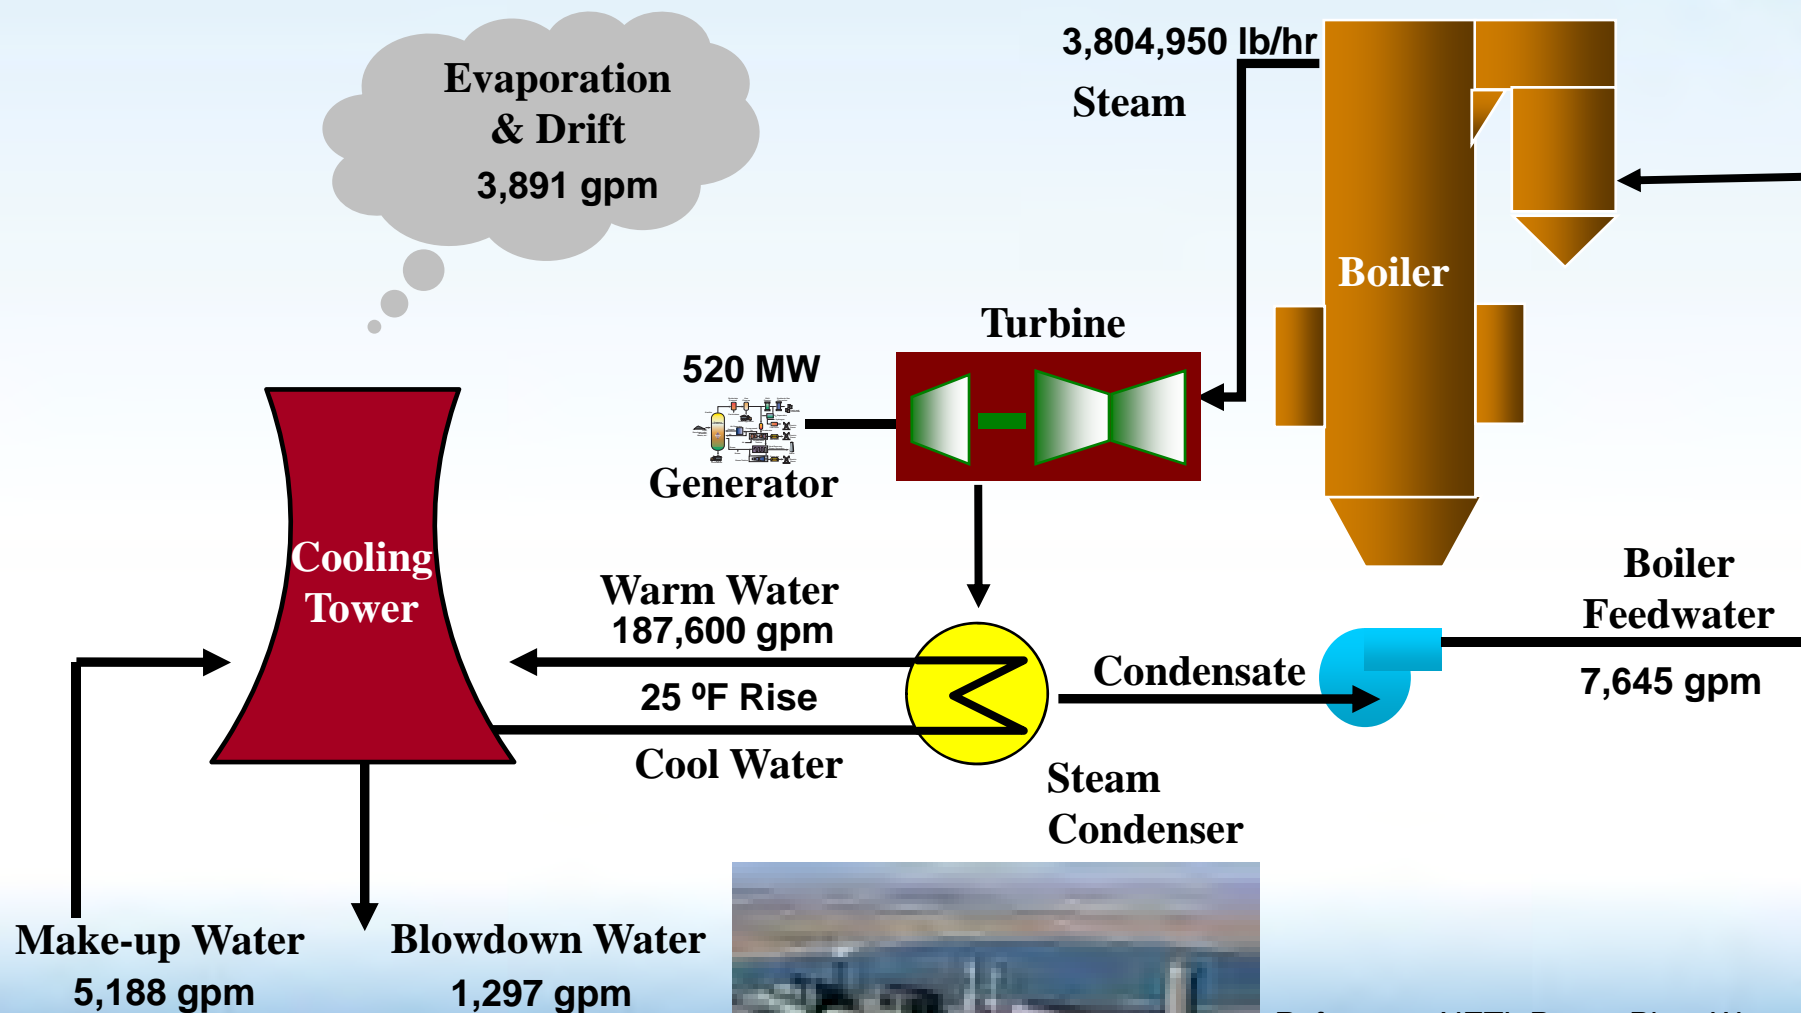 3,804,950 lb/hr
Steam
Evaporation
& Drift
3,891 gpm
Boiler
Turbine
520 MW
Generator
Cooling
Tower
Warm Water
187,600 gpm
25 ºF Rise
Cool Water
Condensate
Boiler
Feedwater
7,645 gpm
Steam
Condenser
Make-up Water
5,188 gpm
Blowdown Water
1,297 gpm